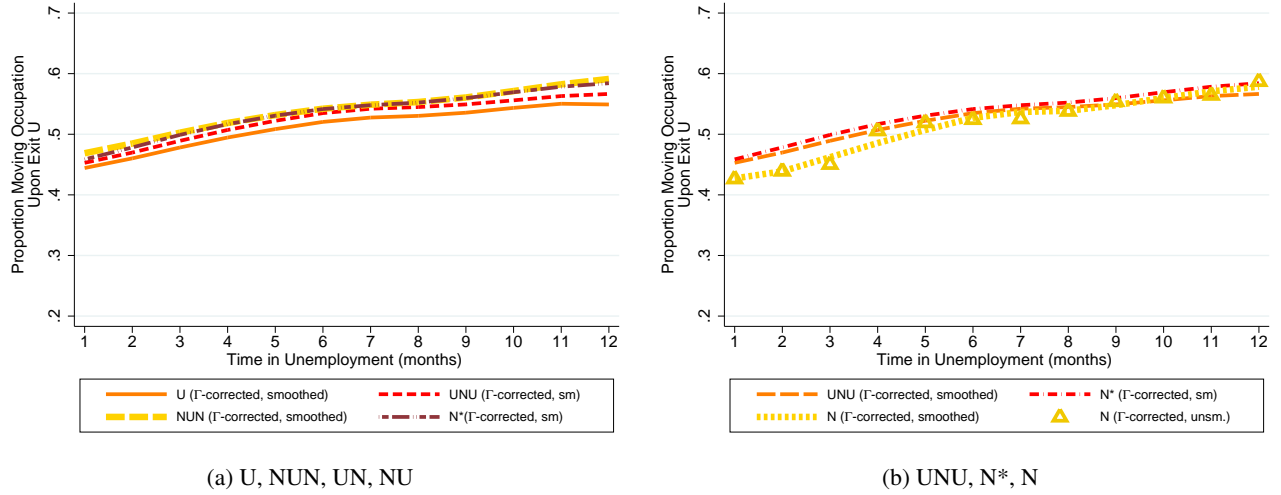 Proportion Moving Occupation
Upon Exit U
.7
.6
.5
.4
.3
.2
1 2 3 4 5 6 7 8 9 10 11 12
Time in Unemployment (months)
U (Γ-corrected, smoothed)
UNU (Γ-corrected, sm)
NUN (Γ-corrected, smoothed)
N*(Γ-corrected, sm)
(a) U, NUN, UN, NU
Proportion Moving Occupation
Upon Exit U
.7
.6
.5
.4
.3
.2
1 2 3 4 5 6 7 8 9 10 11 12
Time in Unemployment (months)
UNU (Γ-corrected, smoothed)
N* (Γ-corrected, sm)
N (Γ-corrected, smoothed)
N (Γ-corrected, unsm.)
(b) UNU, N*, N